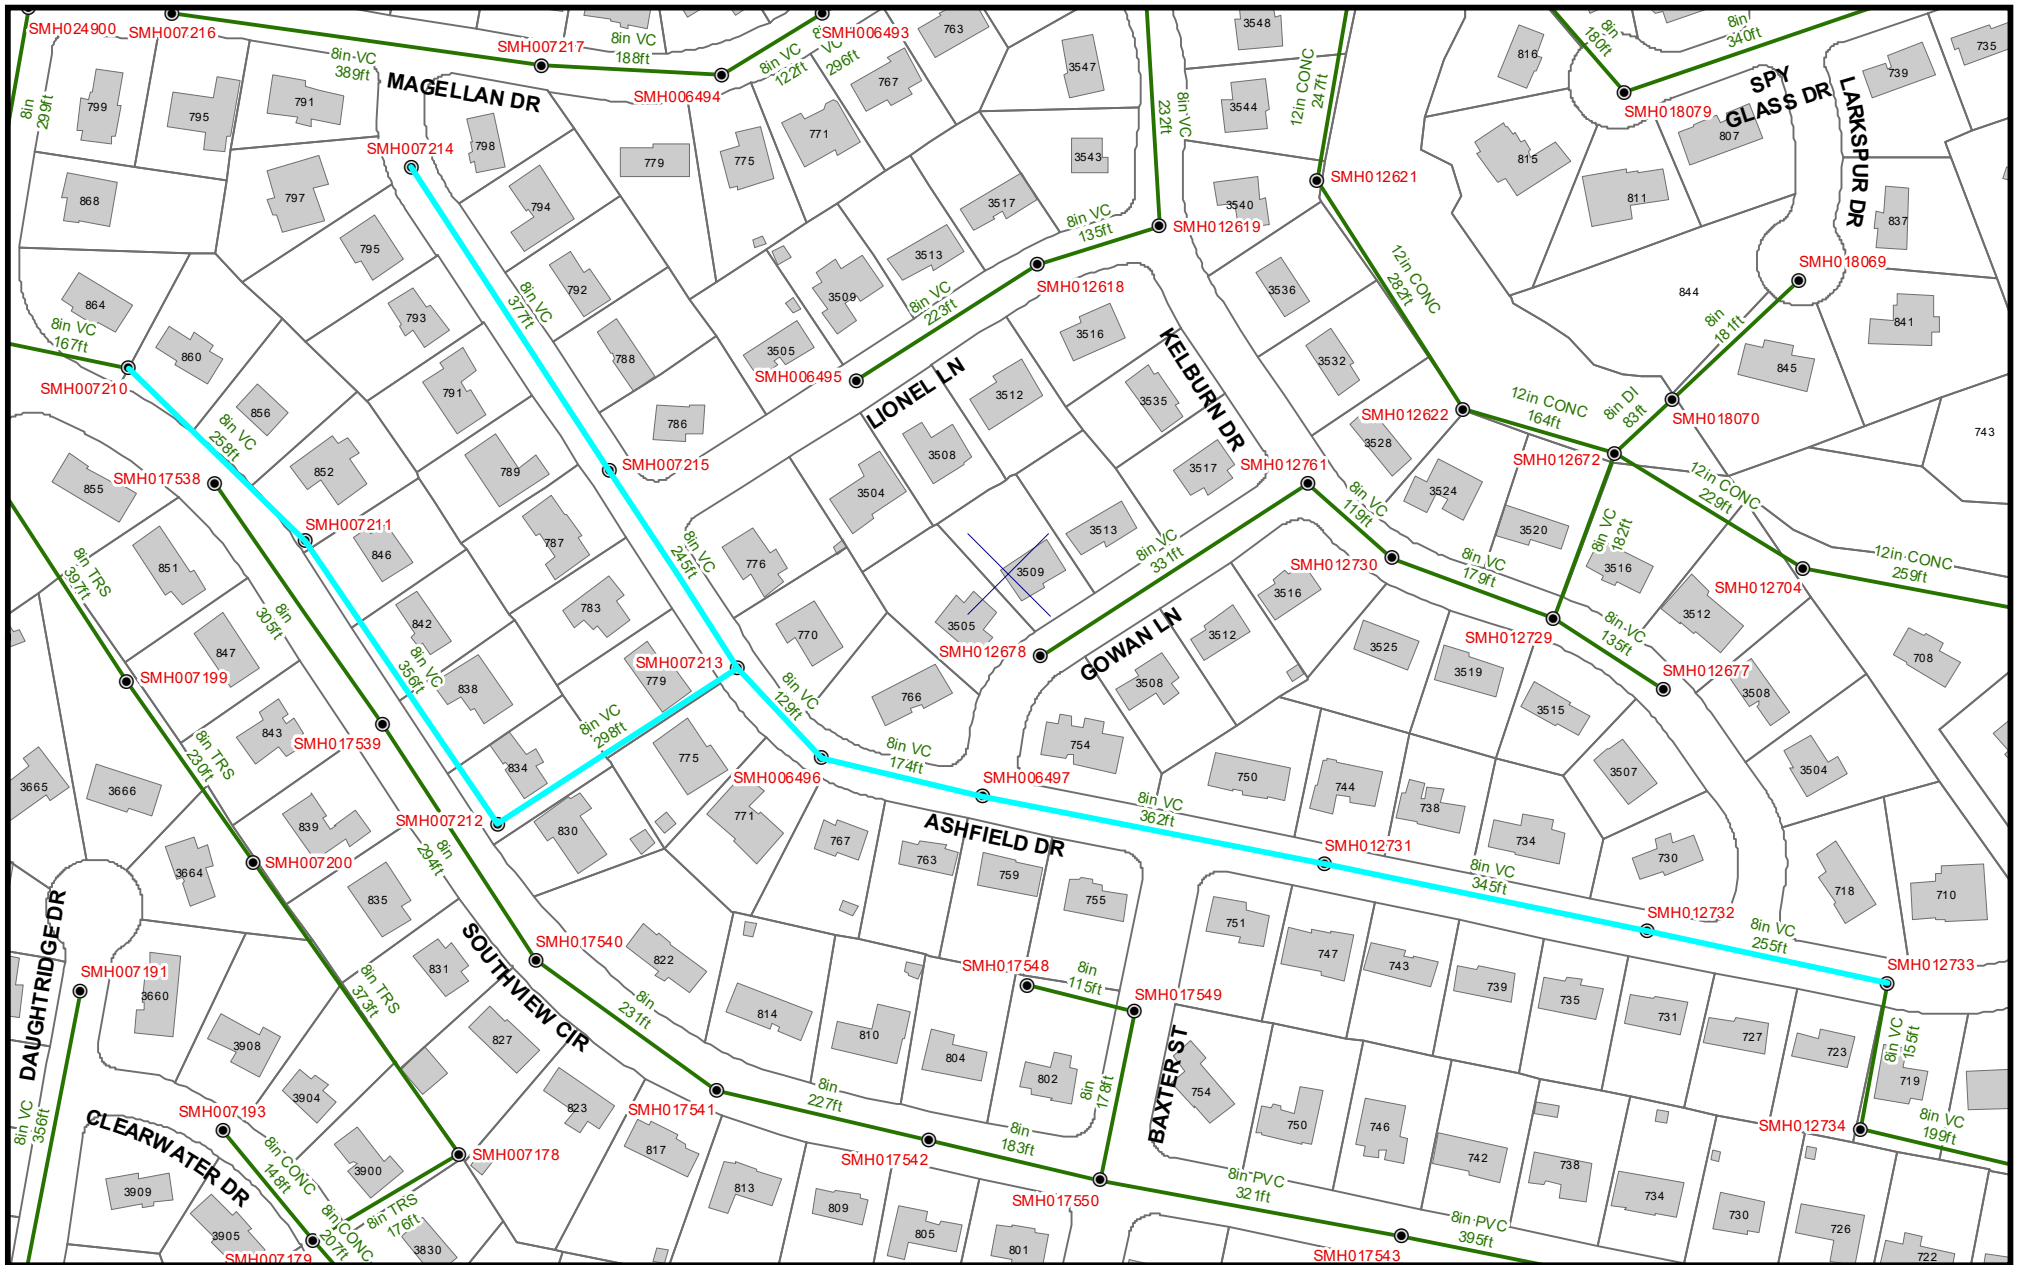 SMH024900
SMH007216
8in VC
389ft
SMH007217
8in VC
188ft
SMH006494
8in VC
122ft
SMH006493
VC
296ft
8in
299ft
MAGELLAN DR
763
767
771
775
779
3547
3543
3517
3513
3509
3505
799
795
791
797
868
798
794
792
788
786
795
793
791
789
787
783
779
775
SMH007214
8in VC
377ft
SMH007215
8in VC
245ft
SMH007213
8in VC
129ft
SMH006496
8in VC
174ft
SMH006497
8in VC
362ft
SMH012731
8in VC
345ft
SMH012732
8in VC
255ft
SMH012733
8in VC
155ft
SMH012734
8in VC
199ft
864
860
856
852
846
842
838
834
830
8in VC
167ft
SMH007210
8in VC
258ft
SMH007211
8in VC
356ft
SMH007212
8in VC
298ft
8in VC
232ft
SMH012619
8in VC
135ft
SMH012618
8in VC
223ft
SMH006495
LIONEL LN
KELBURN DR
3548
3544
3540
3536
3532
3528
3524
3520
3516
3512
3508
3504
12in CONC
247ft
SMH012621
12in CONC
282ft
SMH012622
12in CONC
164ft
SMH012672
12in CONC
229ft
SMH012704
12in CONC
259ft
8in DI
83ft
SMH018070
8in
181ft
SMH018069
8in
180ft
SMH018079
8in
340ft
SPY
GLASS DR
LARKSPUR DR
816
815
811
807
739
735
837
841
845
844
743
708
3516
3512
3508
3504
3535
3517
3513
3509
3505
776
770
766
SMH012761
8in VC
331ft
SMH012678
8in VC
119ft
SMH012730
8in VC
179ft
SMH012729
8in VC
182ft
8in VC
135ft
SMH012677
GOWAN LN
3516
3512
3508
754
750
744
738
734
730
3525
3519
3515
3507
718
710
SMH017538
8in
305ft
SMH017539
8in
294ft
SMH017540
8in
231ft
SMH017541
8in
227ft
SMH017542
8in
183ft
SMH017550
8in PVC
321ft
SMH017543
8in PVC
395ft
SMH017548
8in
115ft
SMH017549
8in
178ft
8in TRS
397ft
SMH007199
8in TRS
230ft
SMH007200
8in TRS
373ft
SMH007178
8in TRS
176ft
SMH007179
SMH007193
8in CONC
148ft
8in CONC
207ft
SMH007191
8in VC
356ft
DAUGHTRIDGE DR
CLEARWATER DR
SOUTHVIEW CIR
ASHFIELD DR
BAXTER ST
855
851
847
843
839
835
831
827
823
817
813
809
805
801
3665
3666
3664
3660
3908
3904
3900
3909
3905
3830
771
767
763
759
755
822
814
810
804
802
751
747
743
739
735
731
727
723
719
754
750
746
742
738
734
730
726
722